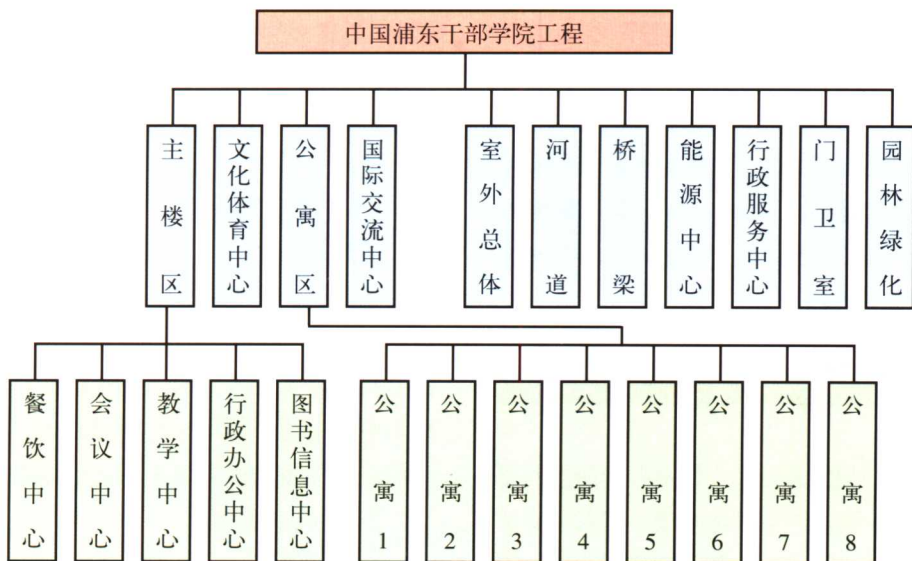 中国浦东干部学院工程
主楼区
文化体育中心
公寓区
国际交流中心
室外总体
河道
桥梁
能源中心
行政服务中心
门卫室
园林绿化
餐饮中心
会议中心
教学中心
行政办公中心
图书信息中心
公寓1
公寓2
公寓3
公寓4
公寓5
公寓6
公寓7
公寓8